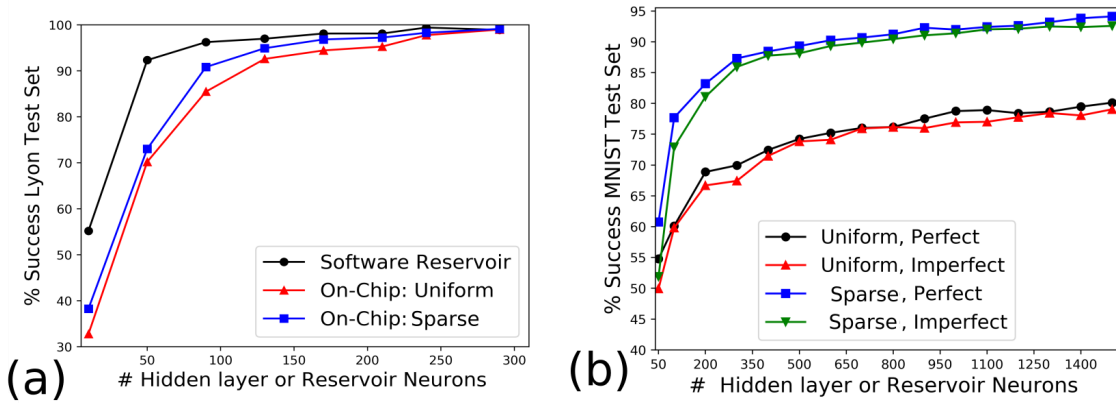 % Success Lyon Test Set
100
90
80
70
60
50
40
30
50
100
150
200
250
300
# Hidden layer or Reservoir Neurons
Software Reservoir
On-Chip: Uniform
On-Chip: Sparse
(a)
% Success MNIST Test Set
95
90
85
80
75
70
65
60
55
50
45
40
50
200
350
500
650
800
950
1100
1250
1400
# Hidden layer or Reservoir Neurons
Uniform, Perfect
Uniform, Imperfect
Sparse, Perfect
Sparse, Imperfect
(b)